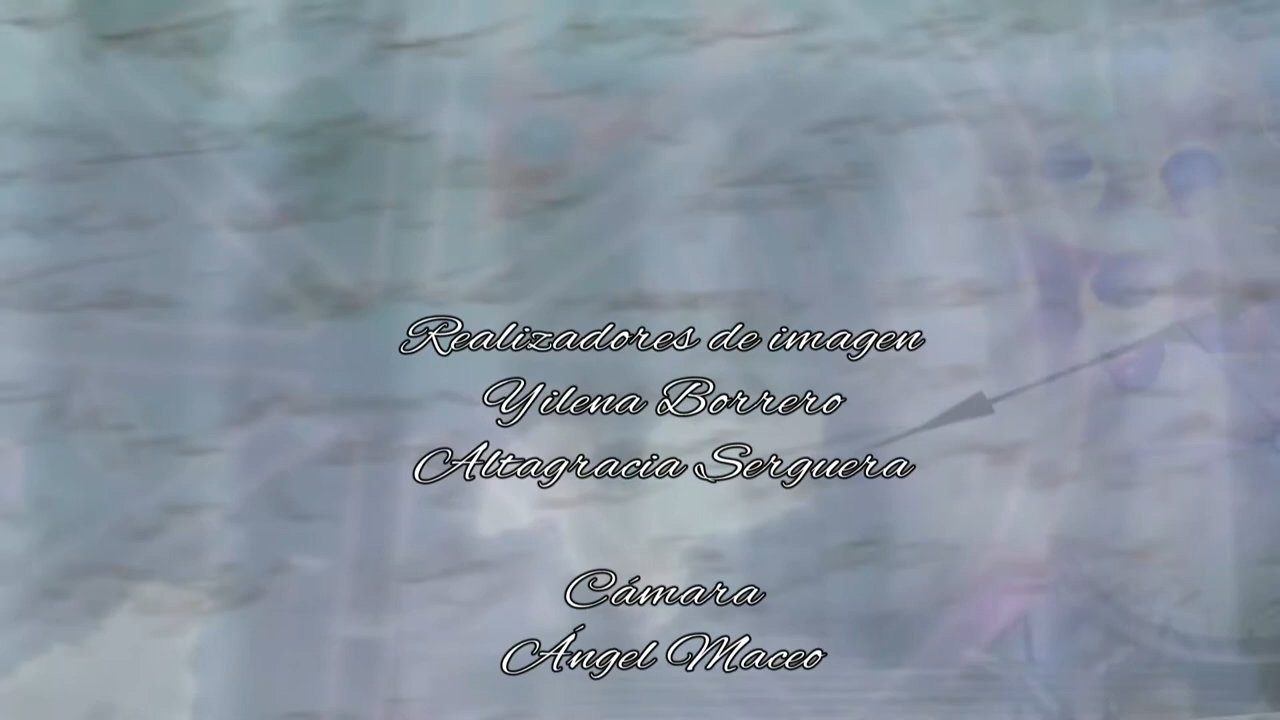 Realizadores de imagen
Yilena Borrero
Altagracia Serguera
Cámara
Ángel Maceo